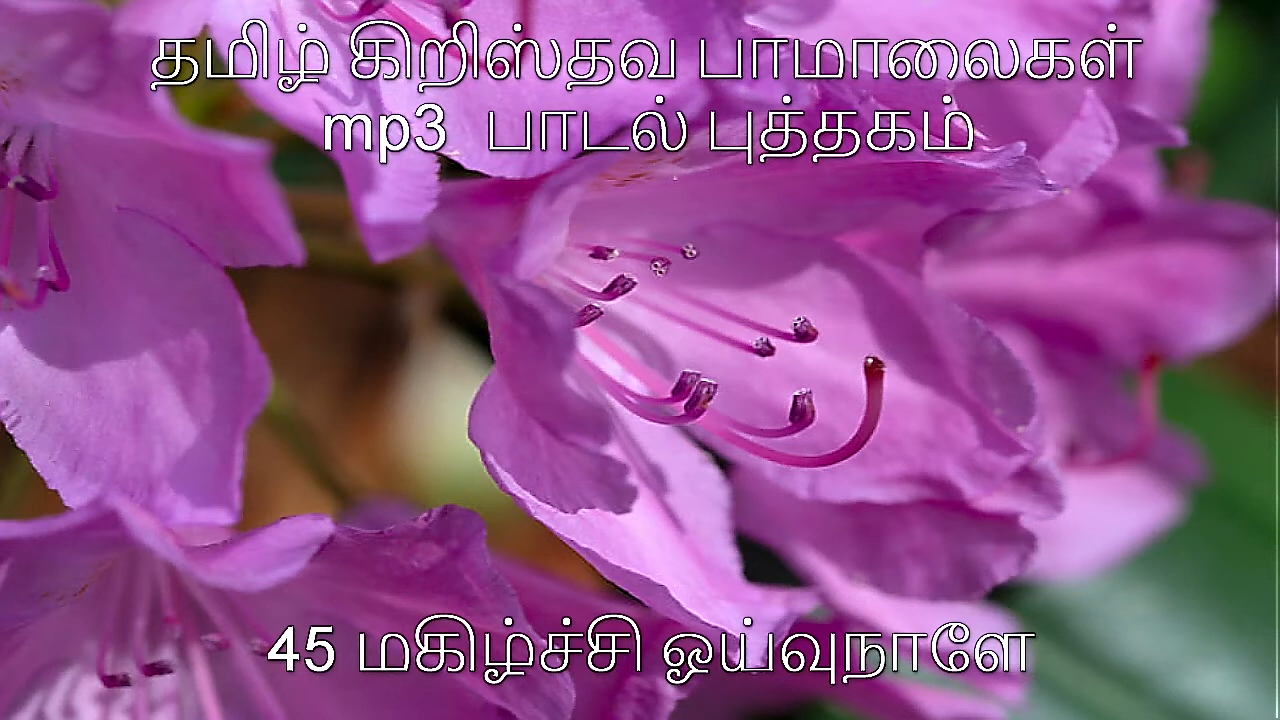 தமிழ் கிறிஸ்தவ பாமாலைகள்
mp3 பாடல் புத்தகம்
45 மகிழ்ச்சி ஓய்வுநாளே